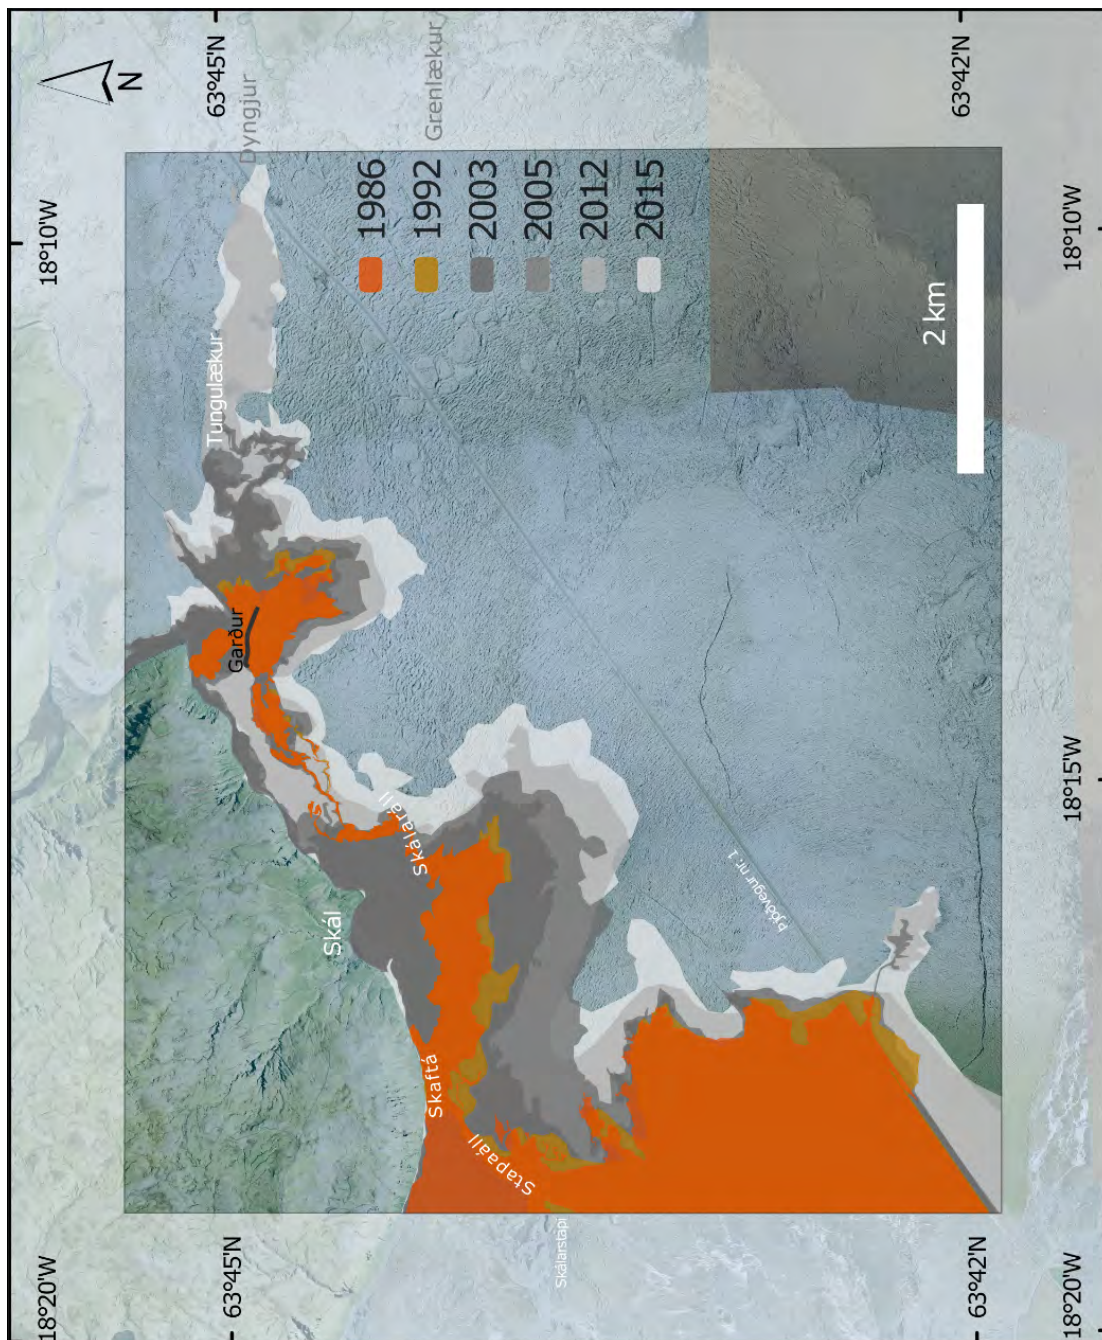 N
18°20'W
18°15'W
18°10'W
63°45'N
63°45'N
Dyngjur
Grenlækur
Tungulækur
Garður
Skálaráll
Skál
Skaftá
Stapaáll
Skálarstapi
Þjóðvegur nr. 1
1986
1992
2003
2005
2012
2015
2 km
63°42'N
63°42'N
18°20'W
18°15'W
18°10'W